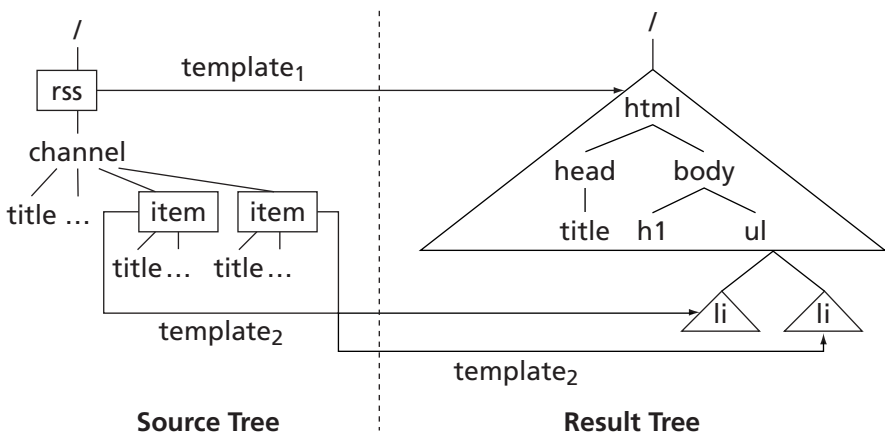 / /
template1
rss
html
channel
head body
title ... item item
title h1 ul
title ... title ...
li li
template2
template2
Source Tree Result Tree